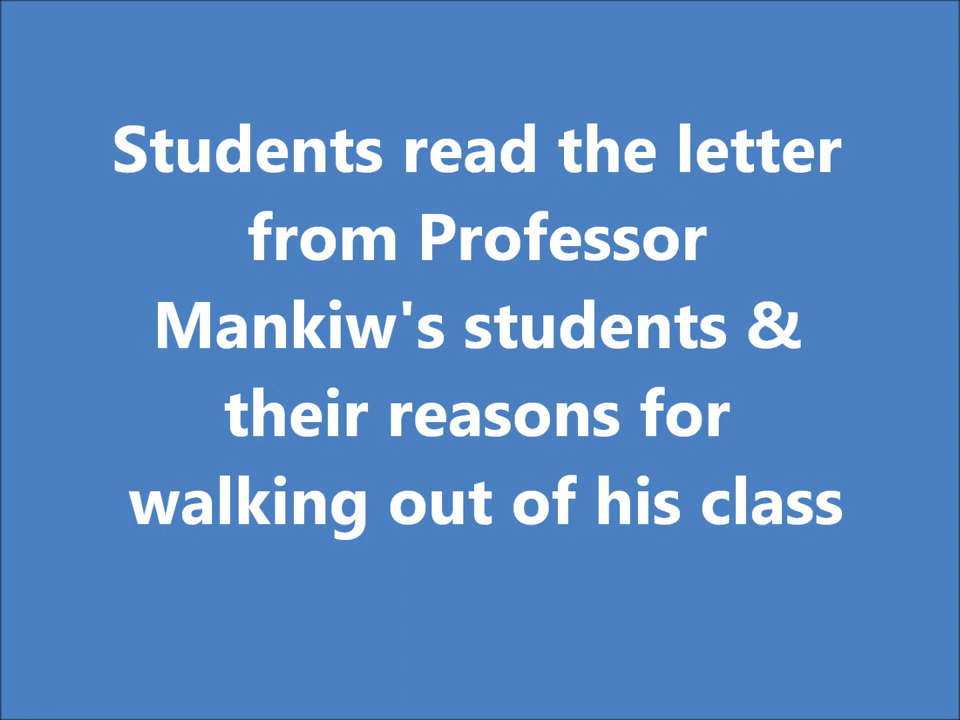 Students read the letter
from Professor
Mankiw's students &
their reasons for
walking out of his class